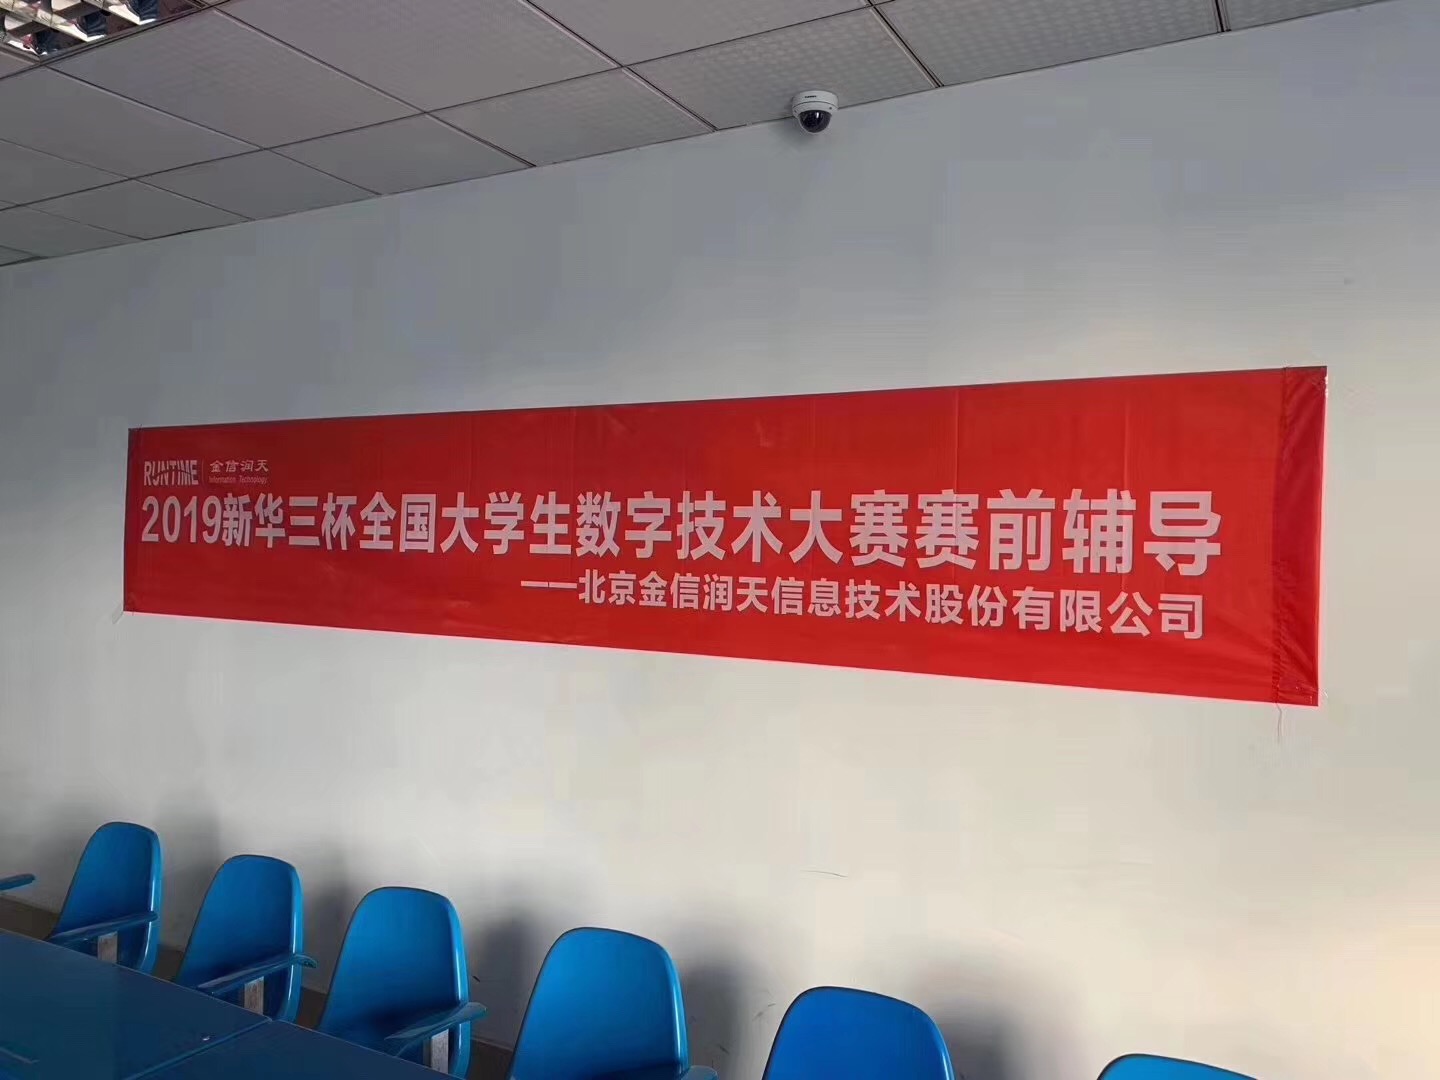 RUNTIME 金信润天
Information Technology
2019新华三杯全国大学生数字技术大赛赛前辅导
——北京金信润天信息技术股份有限公司